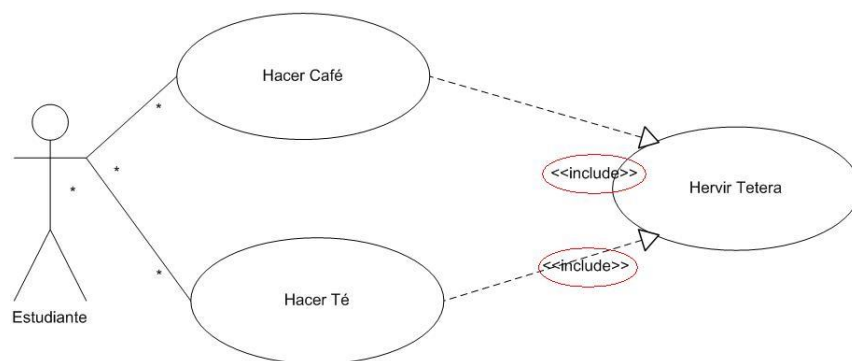 Hacer Café
*
*
*
<<include>>
Hervir Tetera
*
<<include>>
Hacer Té
Estudiante